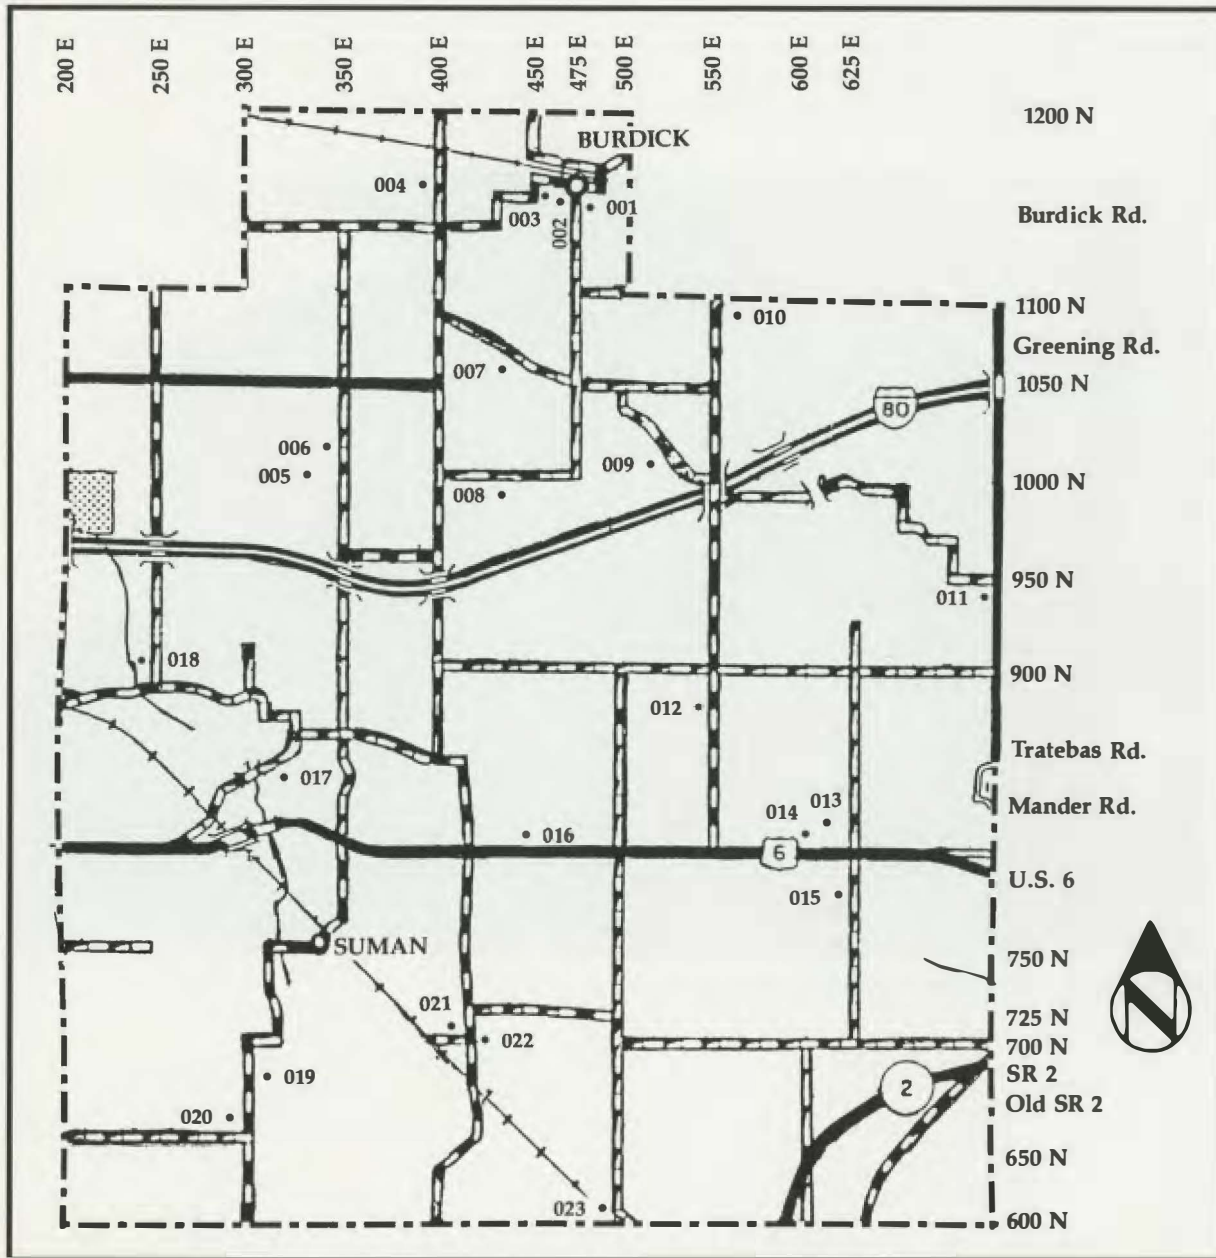 200 E
250 E
300 E
350 E
400 E
450 E
475 E
500 E
550 E
600 E
625 E
1200 N
BURDICK
004
003
002
001
Burdick Rd.
1100 N
010
Greening Rd.
007
1050 N
80
006
005
009
008
1000 N
950 N
011
018
900 N
012
Tratebas Rd.
017
Mander Rd.
013
014
016
6
U.S. 6
015
SUMAN
750 N
N
021
725 N
022
700 N
019
SR 2
2
Old SR 2
020
650 N
023
600 N